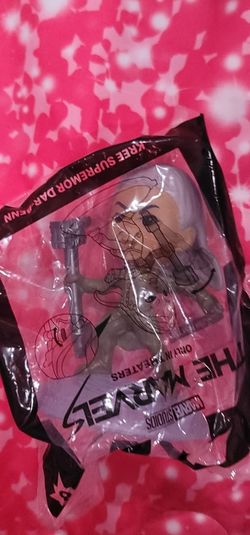 KREE SUPREMOR DAR-BENN
MARVEL STUDIOS
THE MARVELS
ONLY IN THEATERS